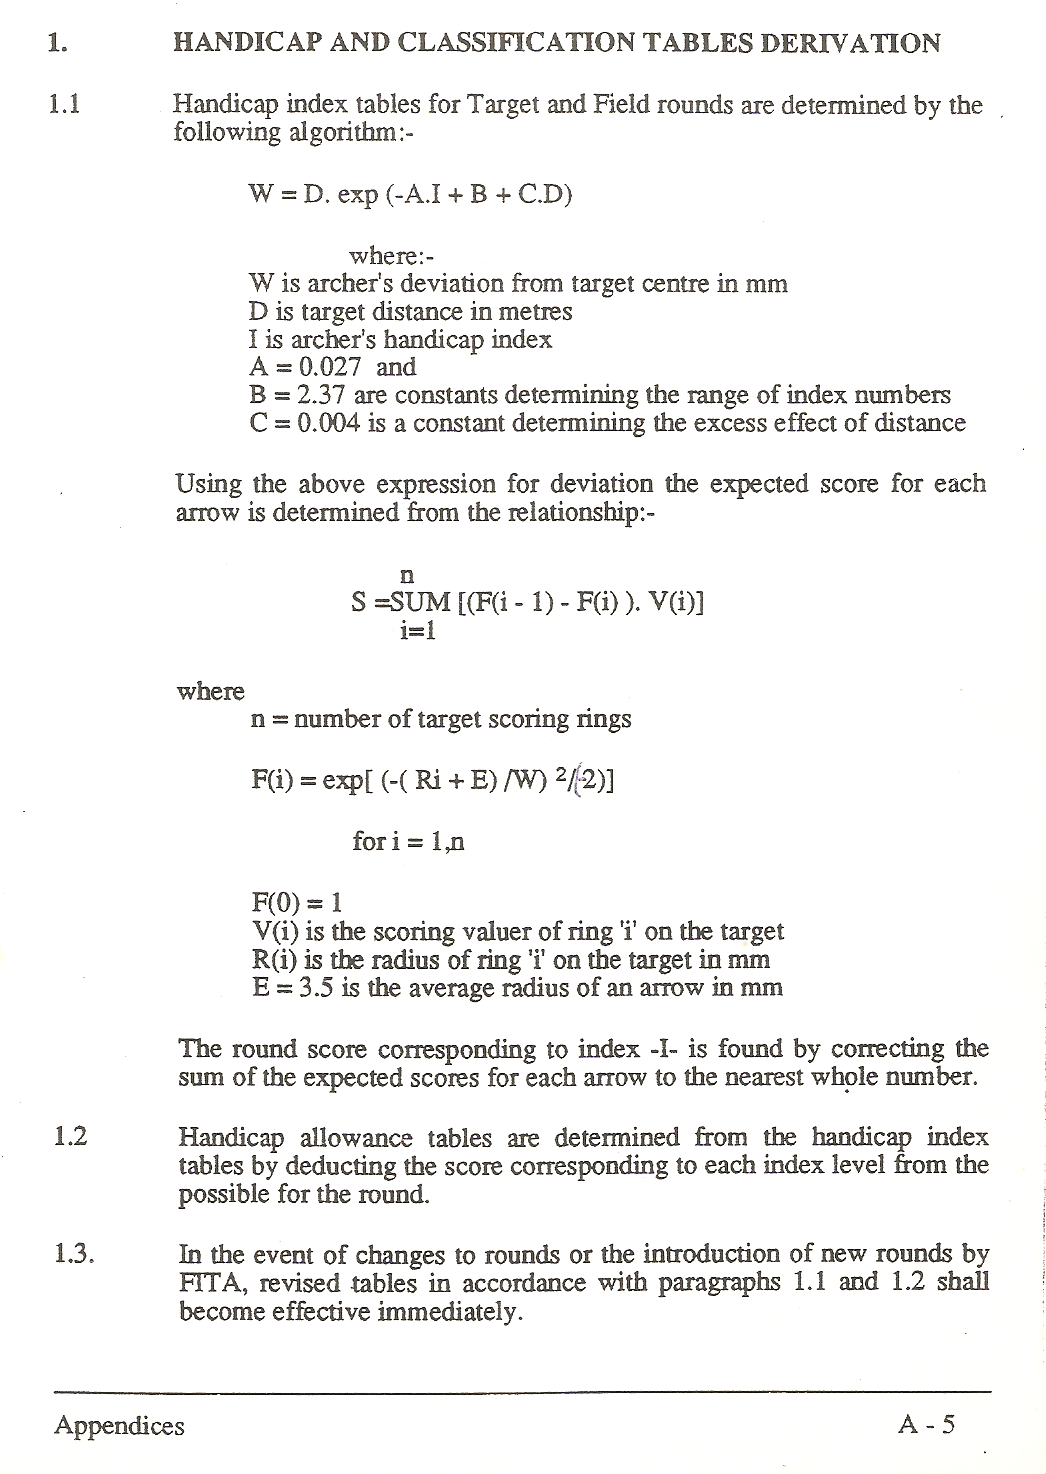 1. HANDICAP AND CLASSIFICATION TABLES DERIVATION
1.1 Handicap index tables for Target and Field rounds are determined by the
following algorithm:-
W = D. exp (-A.I + B + C.D)
where:-
W is archer's deviation from target centre in mm
D is target distance in metres
I is archer's handicap index
A = 0.027 and
B = 2.37 are constants determining the range of index numbers
C = 0.004 is a constant determining the excess effect of distance
Using the above expression for deviation the expected score for each
arrow is determined from the relationship:-
n
S =SUM [(F(i - 1) - F(i) ). V(i)]
i=1
where
n = number of target scoring rings
F(i) = exp[ (-( Ri + E) /W) 2/(-2)]
for i = 1,n
F(0) = 1
V(i) is the scoring valuer of ring 'i' on the target
R(i) is the radius of ring 'i' on the target in mm
E = 3.5 is the average radius of an arrow in mm
The round score corresponding to index -I- is found by correcting the
sum of the expected scores for each arrow to the nearest whole number.
1.2 Handicap allowance tables are determined from the handicap index
tables by deducting the score corresponding to each index level from the
possible for the round.
1.3. In the event of changes to rounds or the introduction of new rounds by
FITA, revised tables in accordance with paragraphs 1.1 and 1.2 shall
become effective immediately.
Appendices A - 5